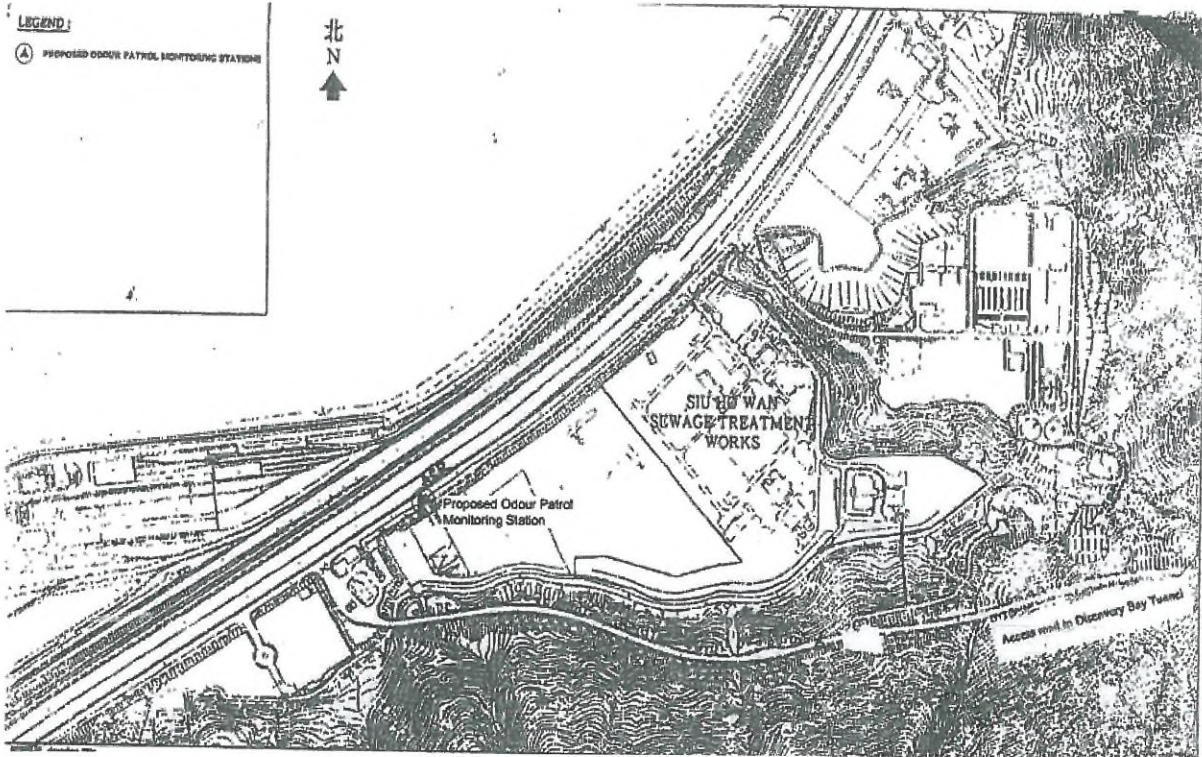 LEGEND:
A PROPOSED ODOUR PATROL MONITORING STATIONS
北
N
SIU HO WAN
SEWAGE TREATMENT
WORKS
Proposed Odour Patrol
Monitoring Station
Access road to Discovery Bay Tunnel